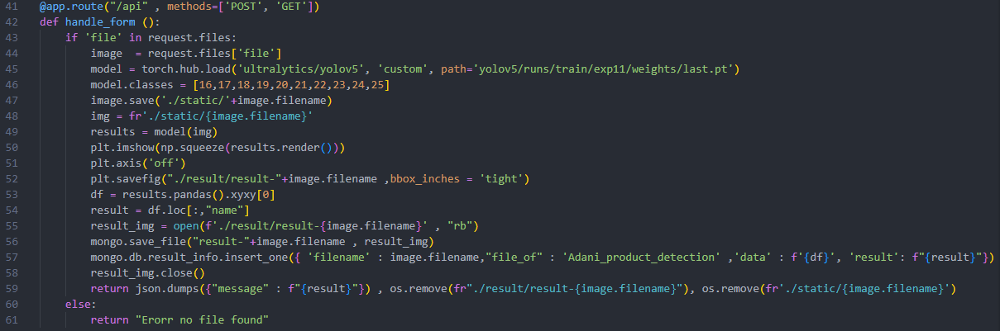 41 @app.route("/api" , methods=['POST', 'GET'])
42 def handle_form ():
43     if 'file' in request.files:
44         image  = request.files['file']
45         model = torch.hub.load('ultralytics/yolov5', 'custom', path='yolov5/runs/train/exp11/weights/last.pt')
46         model.classes = [16,17,18,19,20,21,22,23,24,25]
47         image.save('./static/'+image.filename)
48         img = fr'./static/{image.filename}'
49         results = model(img)
50         plt.imshow(np.squeeze(results.render()))
51         plt.axis('off')
52         plt.savefig("./result/result-"+image.filename ,bbox_inches = 'tight')
53         df = results.pandas().xyxy[0]
54         result = df.loc[:,"name"]
55         result_img = open(f'./result/result-{image.filename}' , "rb")
56         mongo.save_file("result-"+image.filename , result_img)
57         mongo.db.result_info.insert_one({ 'filename' : image.filename,"file_of" : 'Adani_product_detection' ,'data' : f'{df}', 'result': f"{result}"})
58         result_img.close()
59         return json.dumps({"message" : f"{result}"}) , os.remove(fr"./result/result-{image.filename}"), os.remove(fr'./static/{image.filename}')
60     else:
61         return "Erorr no file found"